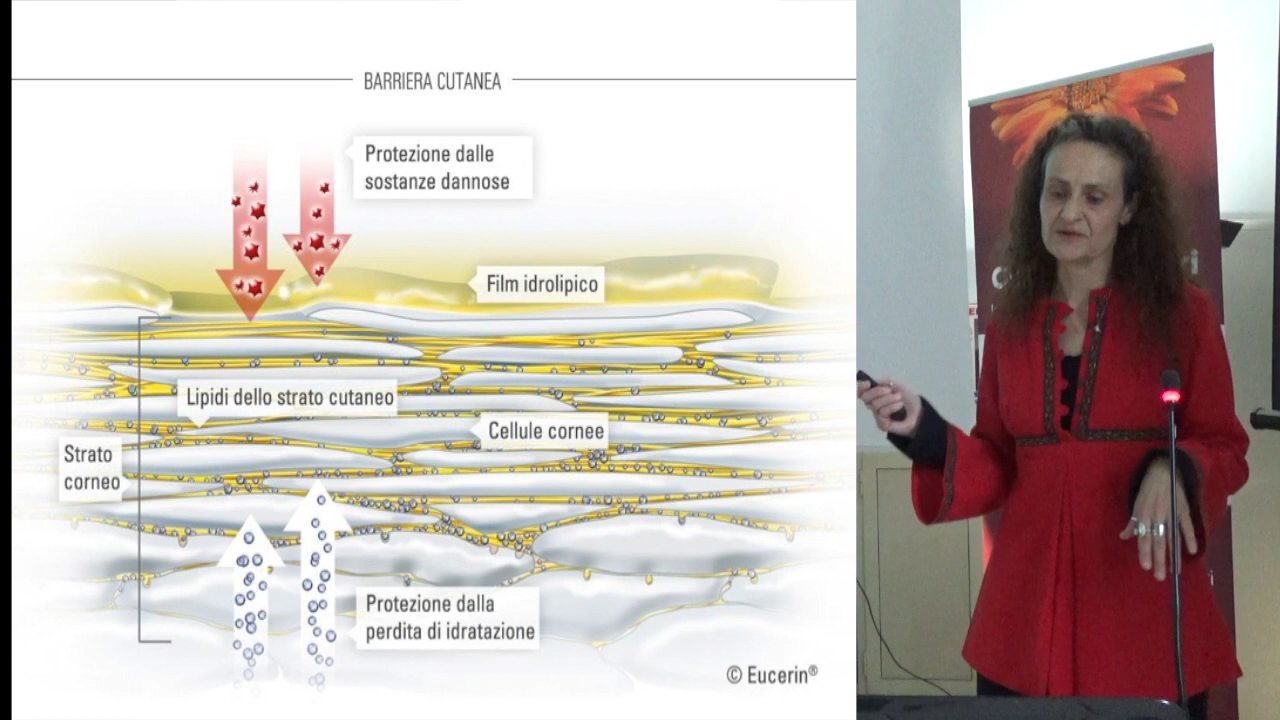 BARRIERA CUTANEA
Protezione dalle
sostanze dannose
Film idrolipico
Lipidi dello strato cutaneo
Cellule cornee
Strato
corneo
Protezione dalla
perdita di idratazione
© Eucerin®